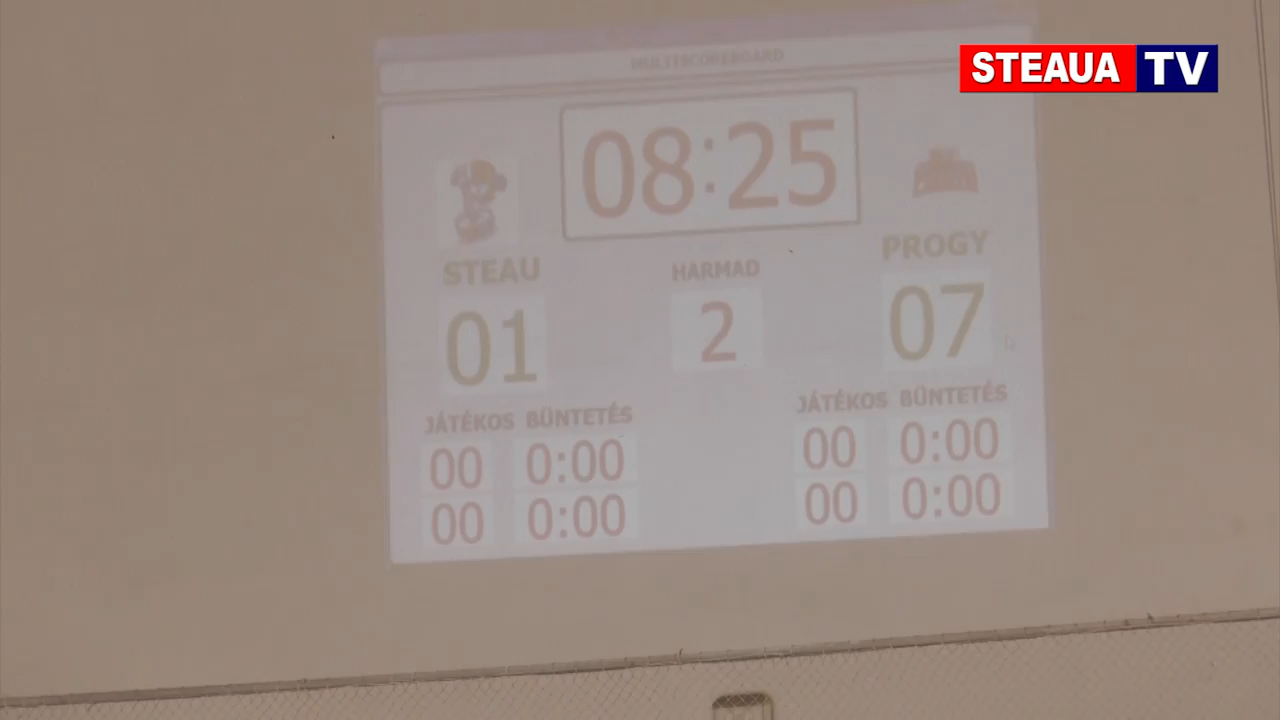 STEAUA TV
MULTISCOREBOARD
08:25
STEAU
HARMAD
PROGY
01
2
07
JÁTÉKOS BÜNTETÉS
00 0:00
00 0:00
JÁTÉKOS BÜNTETÉS
00 0:00
00 0:00